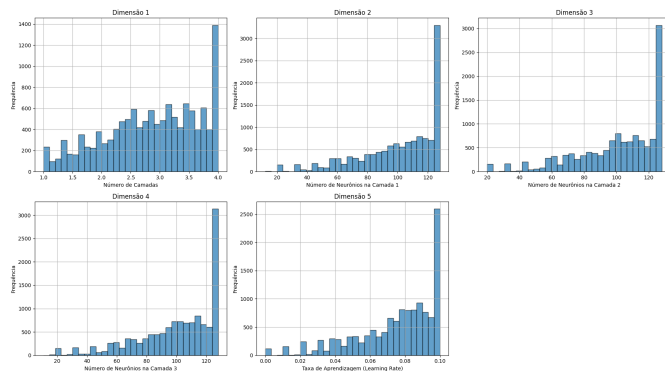 Dimensão 1
1400
1200
1000
800
600
400
200
0
Frequência
1.0 1.5 2.0 2.5 3.0 3.5 4.0
Número de Camadas
Dimensão 2
3000
2500
2000
1500
1000
500
0
Frequência
20 40 60 80 100 120
Número de Neurônios na Camada 1
Dimensão 3
3000
2500
2000
1500
1000
500
0
Frequência
20 40 60 80 100 120
Número de Neurônios na Camada 2
Dimensão 4
3000
2500
2000
1500
1000
500
0
Frequência
20 40 60 80 100 120
Número de Neurônios na Camada 3
Dimensão 5
2500
2000
1500
1000
500
0
Frequência
0.00 0.02 0.04 0.06 0.08 0.10
Taxa de Aprendizagem (Learning Rate)